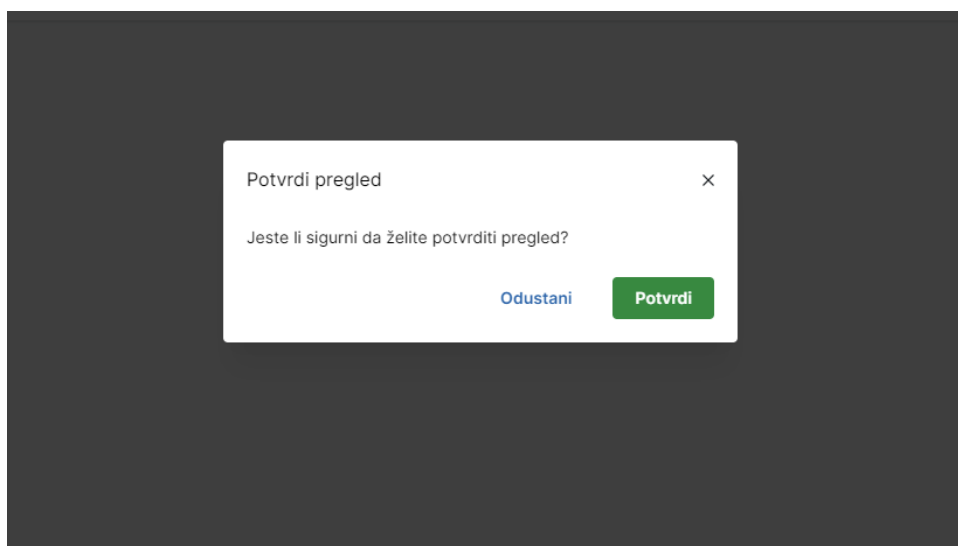 Potvrdi pregled
Jeste li sigurni da želite potvrditi pregled?
Odustani
Potvrdi